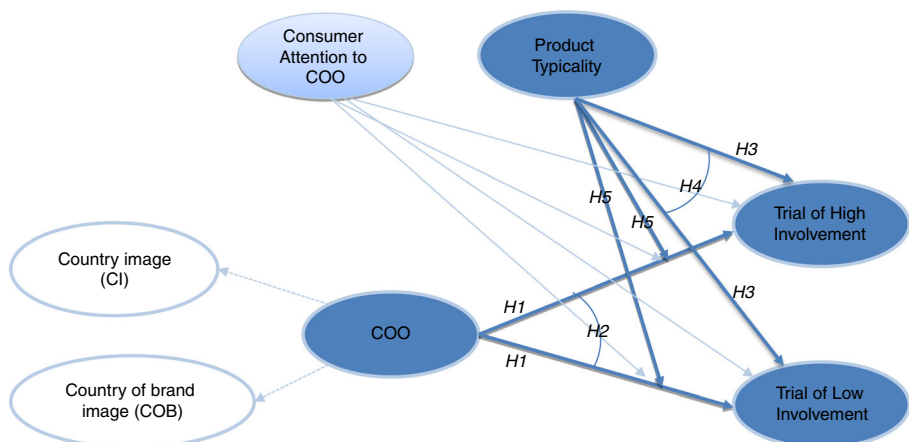 Consumer
Attention to
COO
Product
Typicality
H3
H4
H5
H5
Trial of High
Involvement
Country image
(CI)
H3
H1
COO
H2
H1
Country of brand
image (COB)
Trial of Low
Involvement